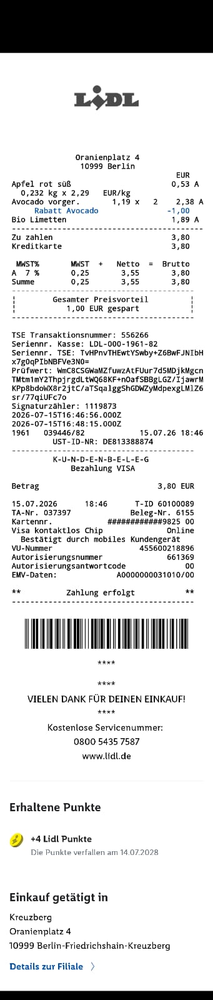 LIDL
Oranienplatz 4
10999 Berlin
EUR
Apfel rot süß 0,53 A
0,232 kg x 2,29 EUR/kg
Avocado vorger. 1,19 x 2 2,38 A
Rabatt Avocado -1,00
Bio Limetten 1,89 A
Zu zahlen 3,80
Kreditkarte 3,80
MWST% MWST + Netto = Brutto
A 7 % 0,25 3,55 3,80
Summe 0,25 3,55 3,80
Gesamter Preisvorteil
1,00 EUR gespart
TSE Transaktionsnummer: 556266
Seriennr. Kasse: LDL-000-1961-82
Seriennr. TSE: TvHPnvTHEwtYSwby+Z6BwFJNIbH
x7g0qPIbNBFVe3N0=
Prüfwert: WmC8CSGWaMZfuwzAtFUur7d5MDjkMgcn
TMtm1mY2ThpjrgdLtWQ68KF+nOafSBBgLGZ/IjawrM
KPp8bdoWX8r2jtC/aTSqalggShGDWZyMdpexgLMlZ6
sr/77qiUFc7o
Signaturzähler: 1119873
2026-07-15T16:46:56.000Z
2026-07-15T16:48:15.000Z
1961 039446/82 15.07.26 18:46
UST-ID-NR: DE813388874
K-U-N-D-E-N-B-E-L-E-G
Bezahlung VISA
Betrag 3,80 EUR
15.07.2026 18:46 T-ID 60100089
TA-Nr. 037397 Beleg-Nr. 6155
Kartennr. ############9825 00
Visa kontaktlos Chip Online
Bestätigt durch mobiles Kundengerät
VU-Nummer 455600218896
Autorisierungsnummer 661369
Autorisierungsantwortcode 00
EMV-Daten: A0000000031010/00
** Zahlung erfolgt **
****
****
VIELEN DANK FÜR DEINEN EINKAUF!
****
Kostenlose Servicenummer:
0800 5435 7587
www.lidl.de
Erhaltene Punkte
+4 Lidl Punkte
Die Punkte verfallen am 14.07.2028
Einkauf getätigt in
Kreuzberg
Oranienplatz 4
10999 Berlin-Friedrichshain-Kreuzberg
Details zur Filiale